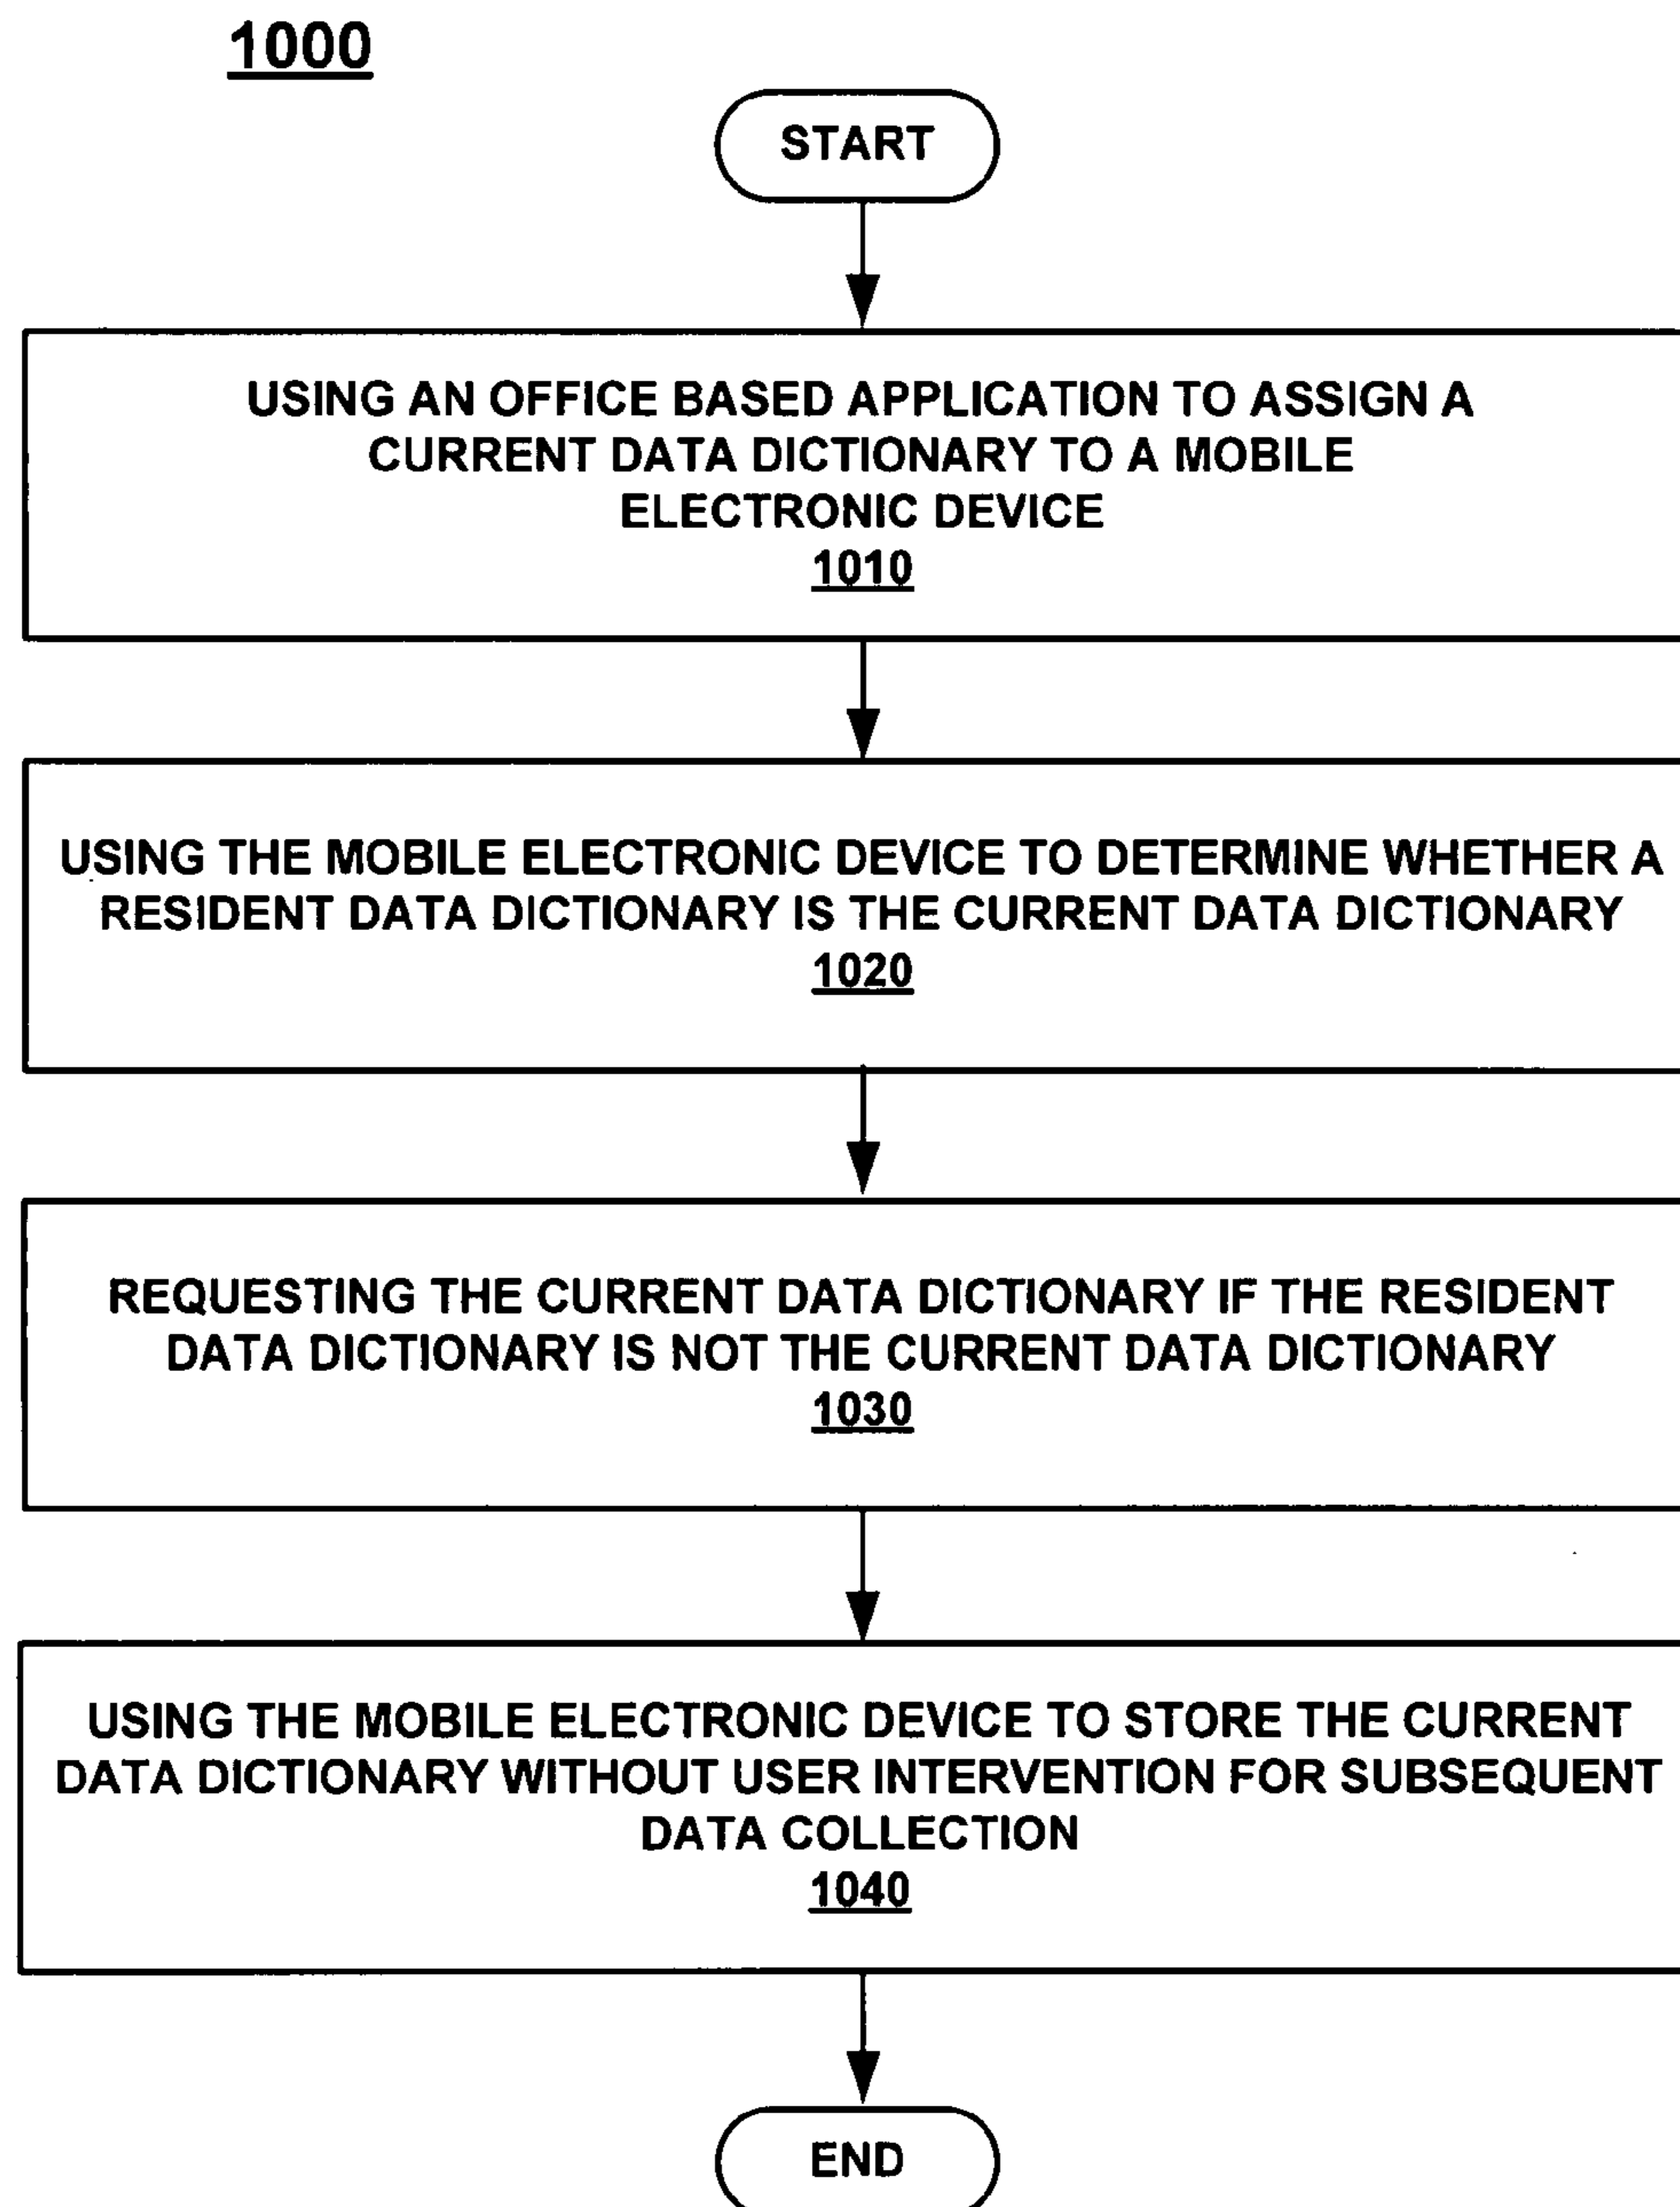 1000
START
USING AN OFFICE BASED APPLICATION TO ASSIGN A
CURRENT DATA DICTIONARY TO A MOBILE
ELECTRONIC DEVICE
1010
USING THE MOBILE ELECTRONIC DEVICE TO DETERMINE WHETHER A
RESIDENT DATA DICTIONARY IS THE CURRENT DATA DICTIONARY
1020
REQUESTING THE CURRENT DATA DICTIONARY IF THE RESIDENT
DATA DICTIONARY IS NOT THE CURRENT DATA DICTIONARY
1030
USING THE MOBILE ELECTRONIC DEVICE TO STORE THE CURRENT
DATA DICTIONARY WITHOUT USER INTERVENTION FOR SUBSEQUENT
DATA COLLECTION
1040
END